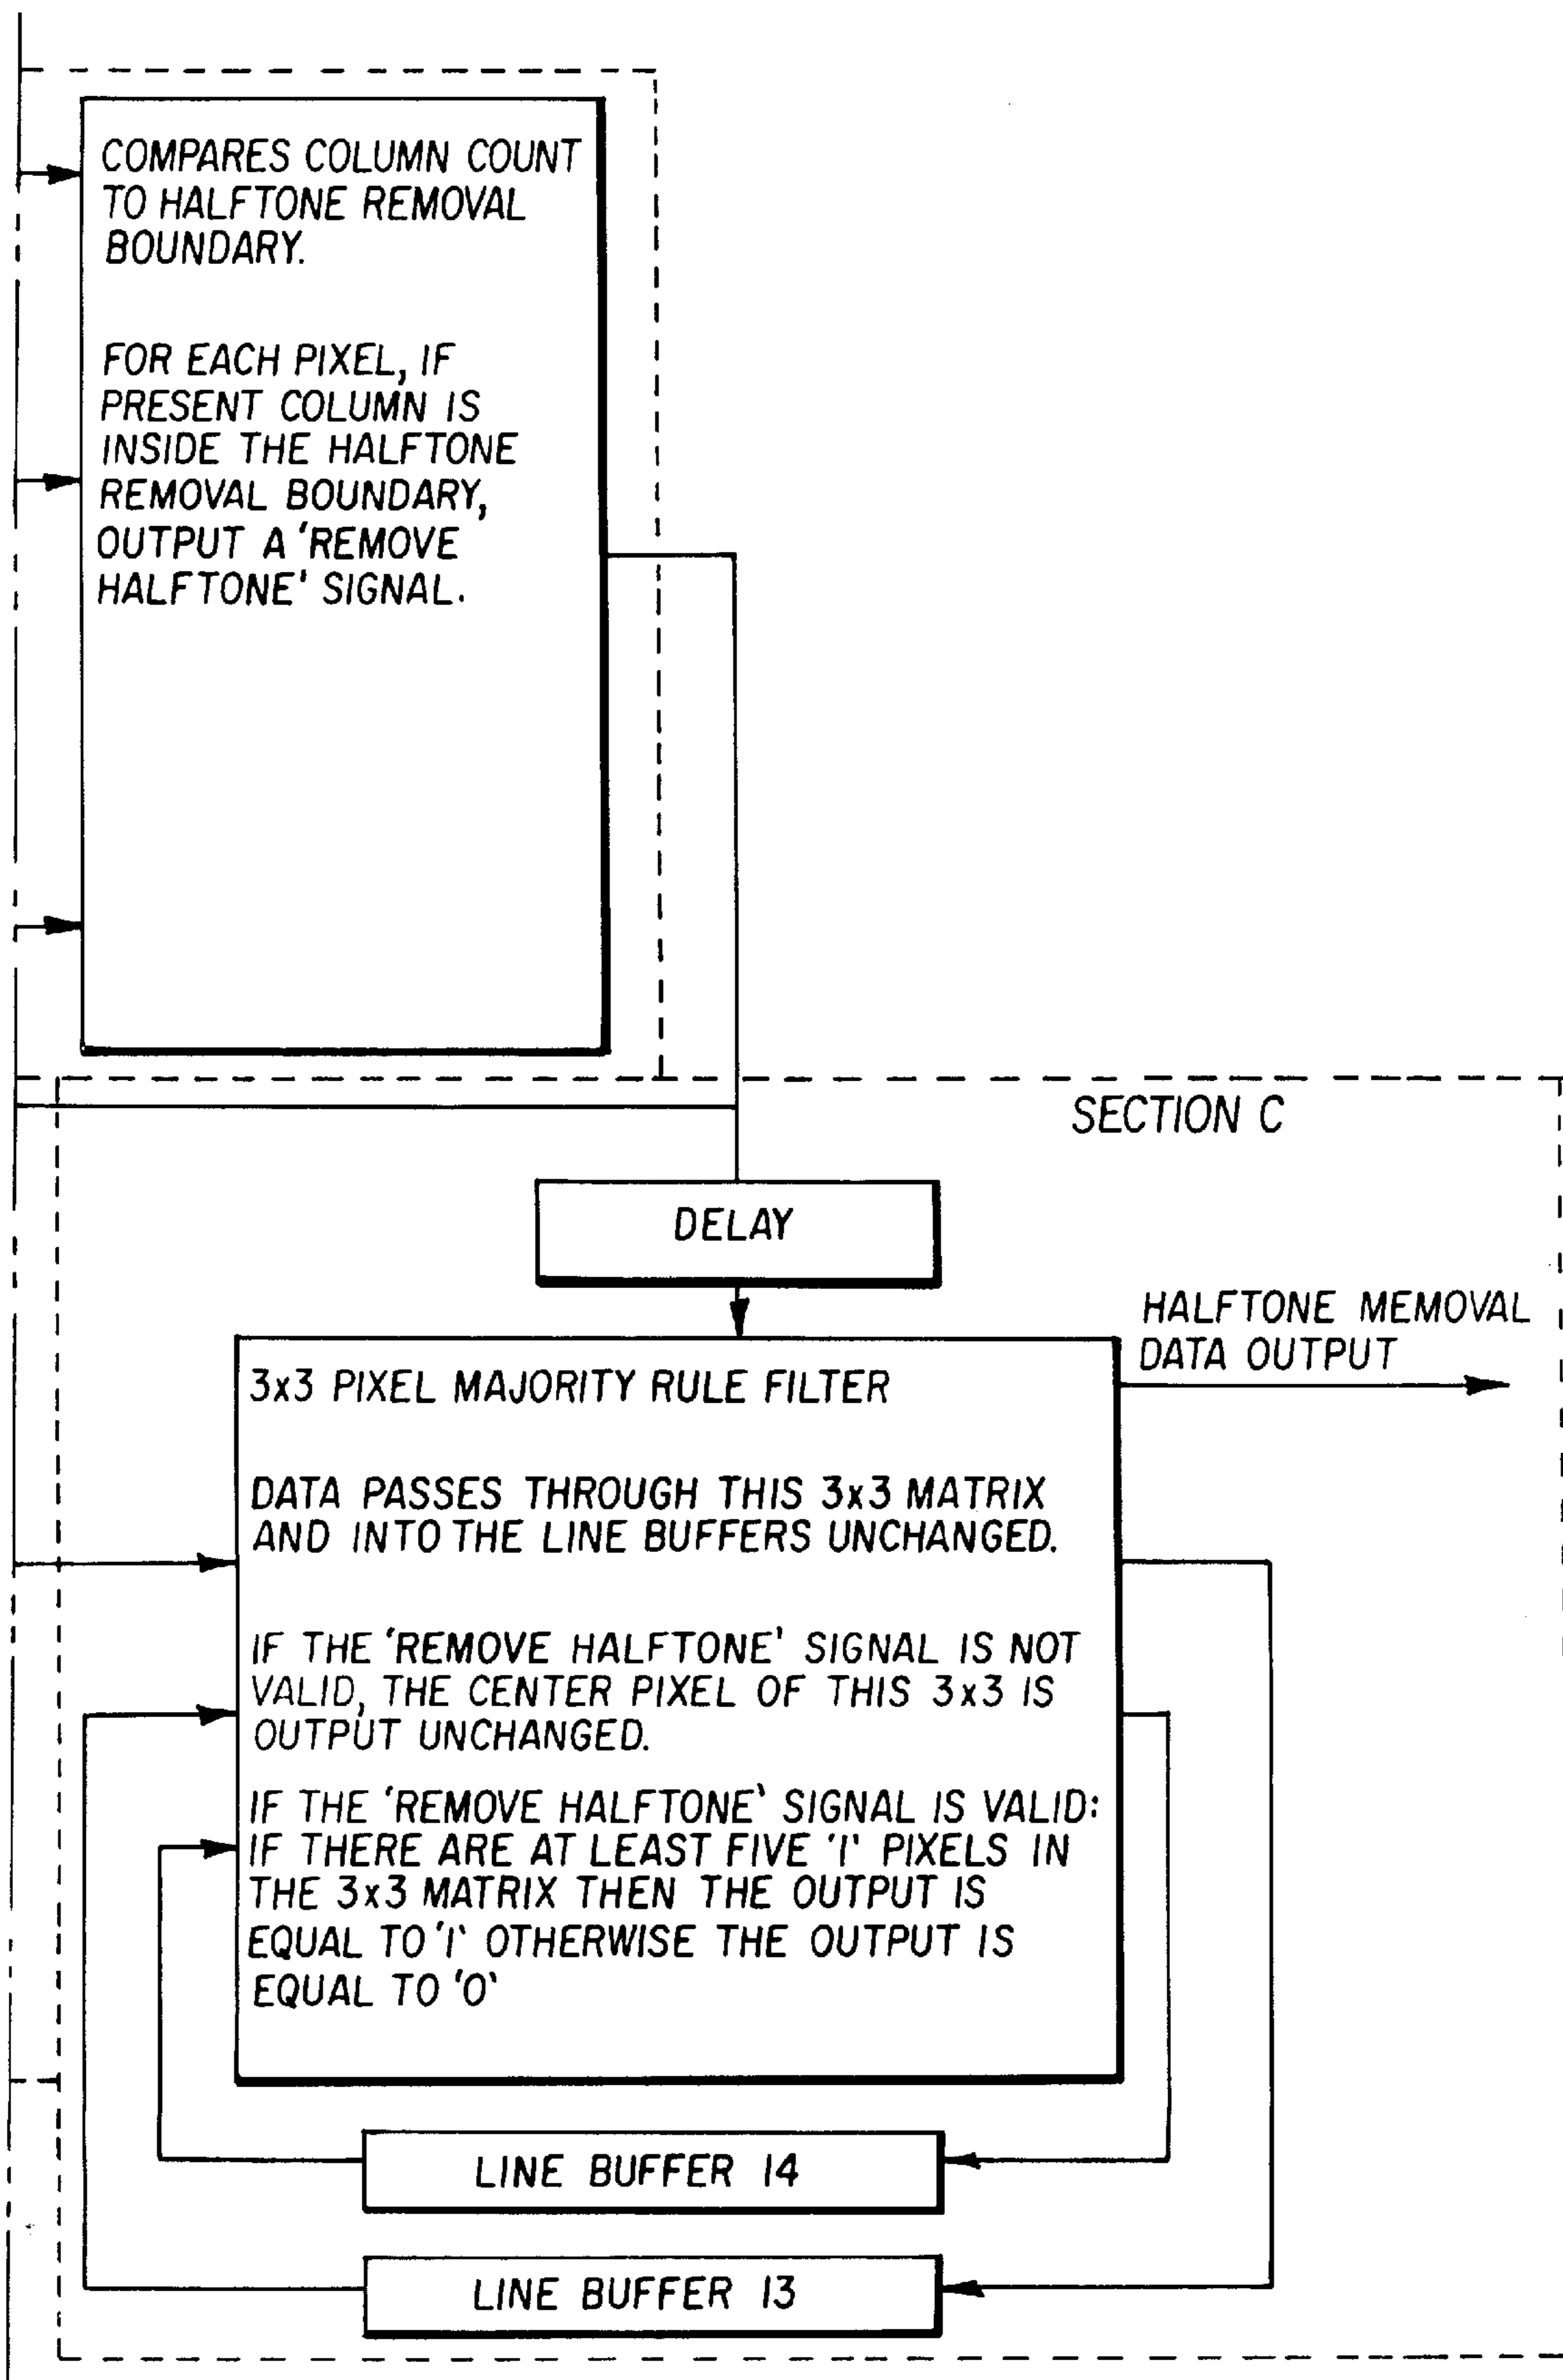 COMPARES COLUMN COUNT
TO HALFTONE REMOVAL
BOUNDARY.
FOR EACH PIXEL, IF
PRESENT COLUMN IS
INSIDE THE HALFTONE
REMOVAL BOUNDARY,
OUTPUT A 'REMOVE
HALFTONE' SIGNAL.
SECTION C
DELAY
HALFTONE MEMOVAL
DATA OUTPUT
3x3 PIXEL MAJORITY RULE FILTER
DATA PASSES THROUGH THIS 3x3 MATRIX
AND INTO THE LINE BUFFERS UNCHANGED.
IF THE 'REMOVE HALFTONE' SIGNAL IS NOT
VALID, THE CENTER PIXEL OF THIS 3x3 IS
OUTPUT UNCHANGED.
IF THE 'REMOVE HALFTONE' SIGNAL IS VALID:
IF THERE ARE AT LEAST FIVE '1' PIXELS IN
THE 3x3 MATRIX THEN THE OUTPUT IS
EQUAL TO '1' OTHERWISE THE OUTPUT IS
EQUAL TO '0'
LINE BUFFER 14
LINE BUFFER 13